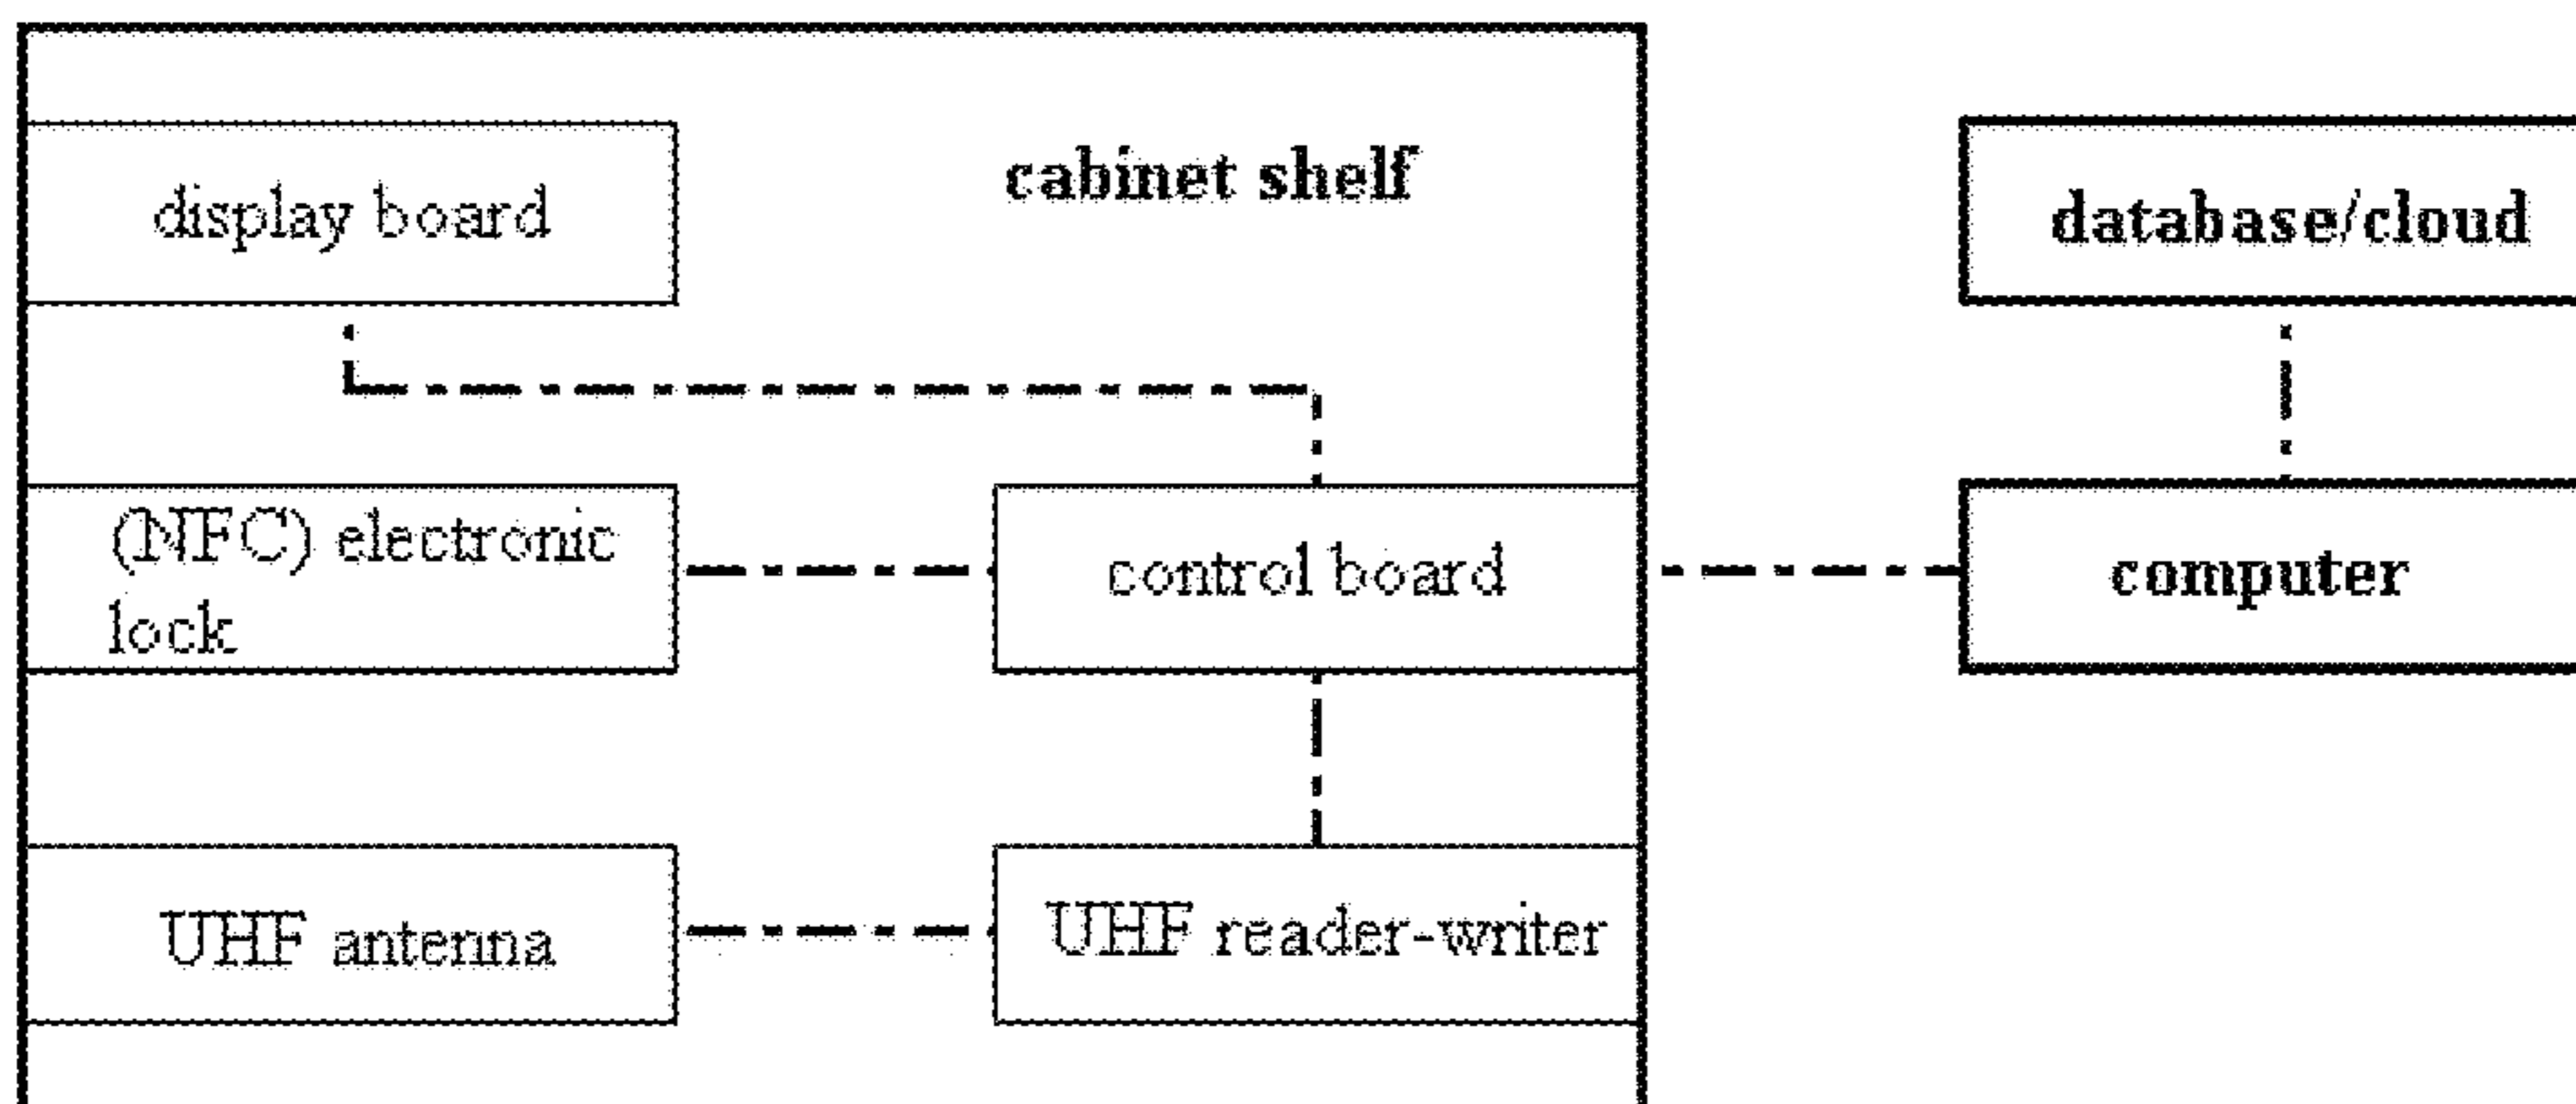 cabinet shelf
display board
database/cloud
(NFC) electronic
lock
control board
computer
UHF antenna
UHF reader-writer